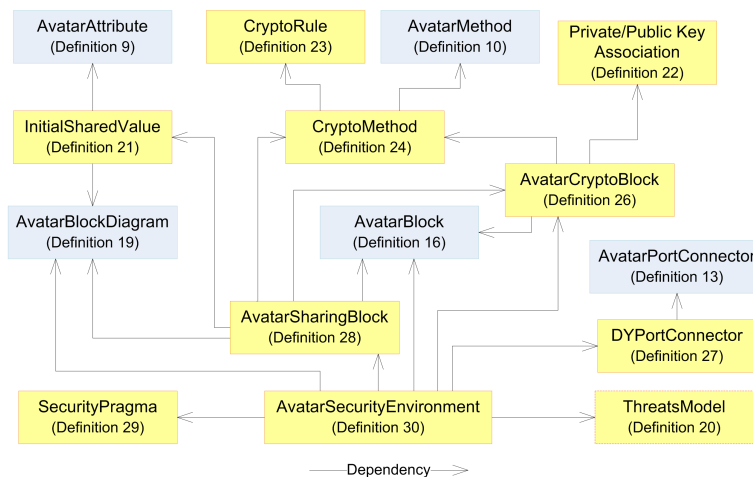 AvatarAttribute
(Definition 9)
CryptoRule
(Definition 23)
AvatarMethod
(Definition 10)
Private/Public Key
Association
(Definition 22)
InitialSharedValue
(Definition 21)
CryptoMethod
(Definition 24)
AvatarCryptoBlock
(Definition 26)
AvatarBlockDiagram
(Definition 19)
AvatarBlock
(Definition 16)
AvatarPortConnector
(Definition 13)
AvatarSharingBlock
(Definition 28)
DYPortConnector
(Definition 27)
SecurityPragma
(Definition 29)
AvatarSecurityEnvironment
(Definition 30)
ThreatsModel
(Definition 20)
Dependency